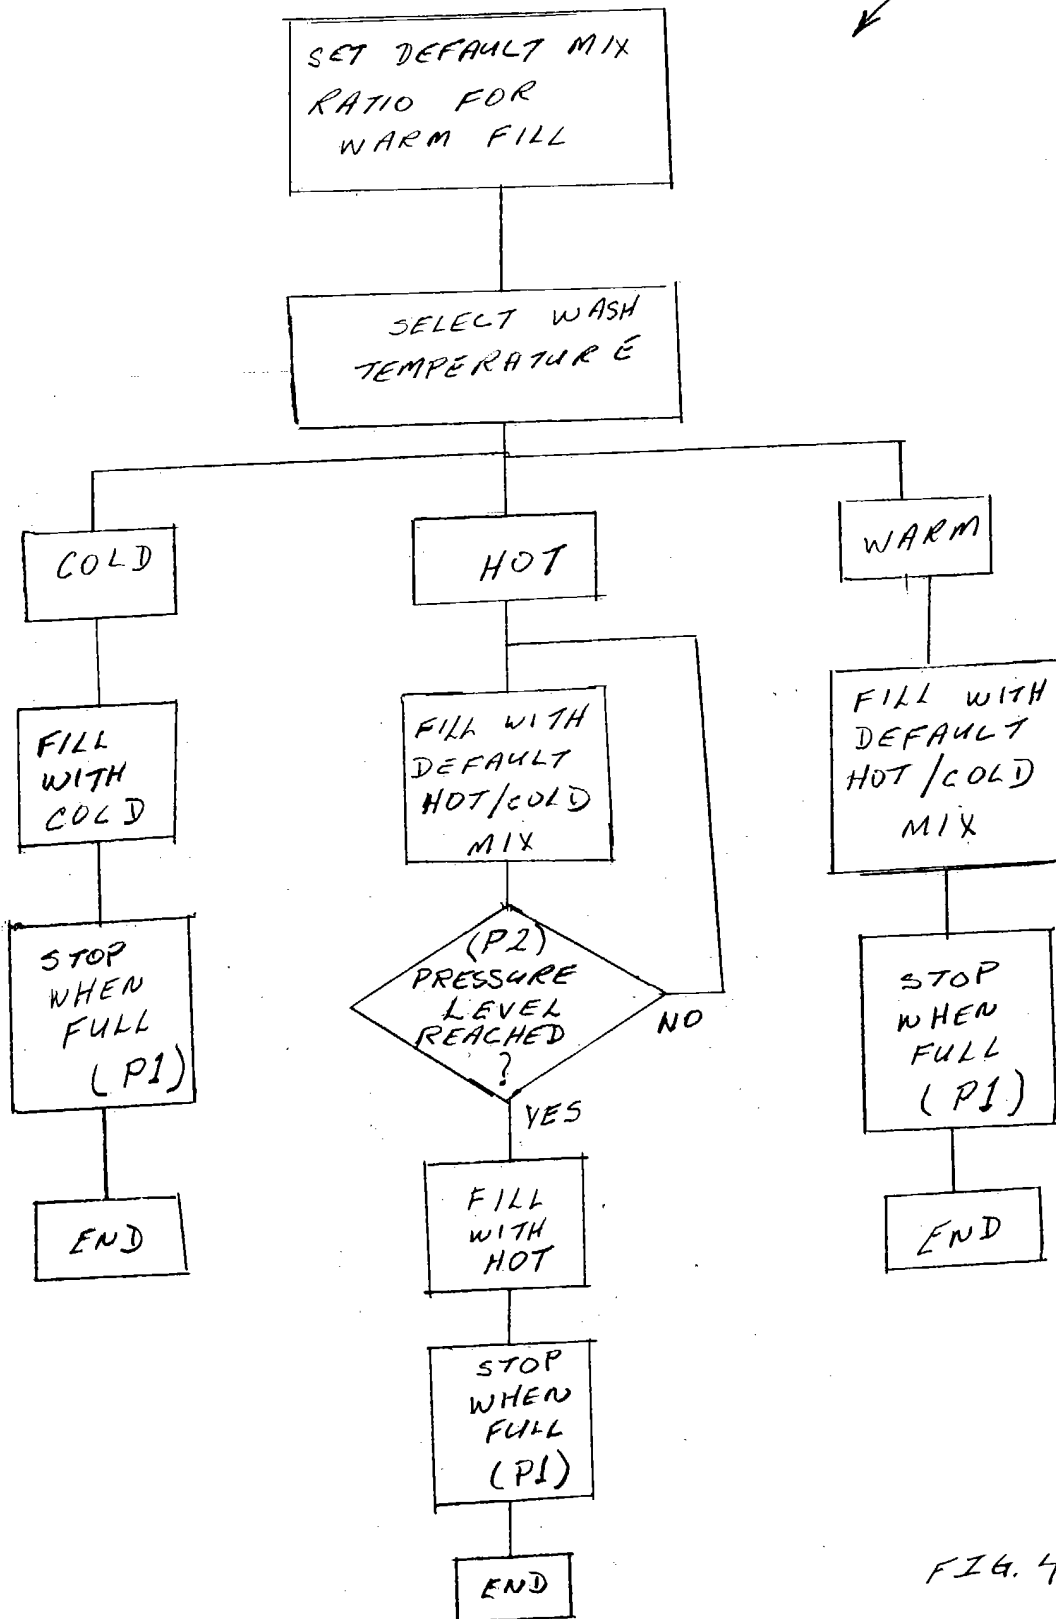 SET DEFAULT MIX
RATIO FOR
WARM FILL
SELECT WASH
TEMPERATURE
COLD
FILL
WITH
COLD
STOP
WHEN
FULL
(P1)
END
HOT
FILL WITH
DEFAULT
HOT/COLD
MIX
(P2)
PRESSURE
LEVEL
REACHED
?
NO
YES
FILL
WITH
HOT
STOP
WHEN
FULL
(P1)
END
WARM
FILL WITH
DEFAULT
HOT/COLD
MIX
STOP
WHEN
FULL
(P1)
END
FIG. 4